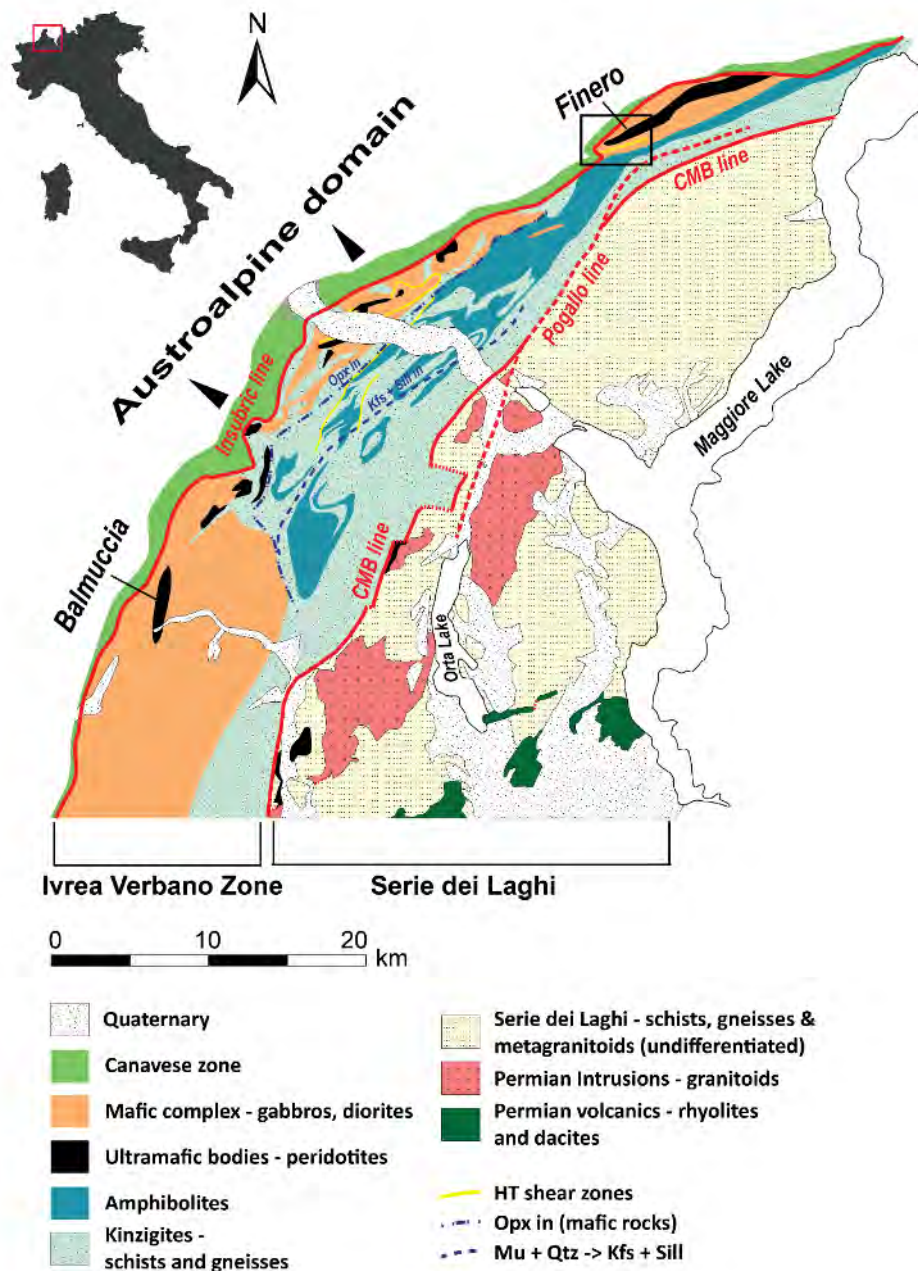 N
Finero
Austroalpine domain
CMB line
Pogallo line
Opx in
Kfs + Sill in
Insubric line
Maggiore Lake
CMB line
Balmuccia
Orta Lake
Ivrea Verbano Zone
Serie dei Laghi
0 10 20
km
Quaternary
Canavese zone
Mafic complex - gabbros, diorites
Ultramafic bodies - peridotites
Amphibolites
Kinzigites -
schists and gneisses
Serie dei Laghi - schists, gneisses &
metagranitoids (undifferentiated)
Permian Intrusions - granitoids
Permian volcanics - rhyolites
and dacites
HT shear zones
Opx in (mafic rocks)
Mu + Qtz -> Kfs + Sill